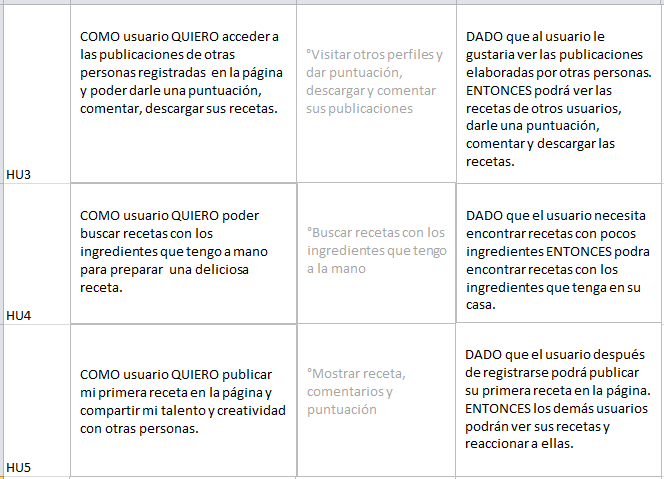 HU3
COMO usuario QUIERO acceder a
las publicaciones de otras
personas registradas en la página
y poder darle una puntuación,
comentar, descargar sus recetas.
°Visitar otros perfiles y
dar puntuación,
descargar y comentar
sus publicaciones
DADO que al usuario le
gustaria ver las publicaciones
elaboradas por otras personas.
ENTONCES podrá ver las
recetas de otros usuarios,
darle una puntuación,
comentar y descargar las
recetas.
HU4
COMO usuario QUIERO poder
buscar recetas con los
ingredientes que tengo a mano
para preparar una deliciosa
receta.
°Buscar recetas con los
ingredientes que tengo
a la mano
DADO que el usuario necesita
encontrar recetas con pocos
ingredientes ENTONCES podra
encontrar recetas con los
ingredientes que tenga en su
casa.
HU5
COMO usuario QUIERO publicar
mi primera receta en la página y
compartir mi talento y creatividad
con otras personas.
°Mostrar receta,
comentarios y
puntuación
DADO que el usuario después
de registrarse podrá publicar
su primera receta en la página.
ENTONCES los demás usuarios
podrán ver sus recetas y
reaccionar a ellas.